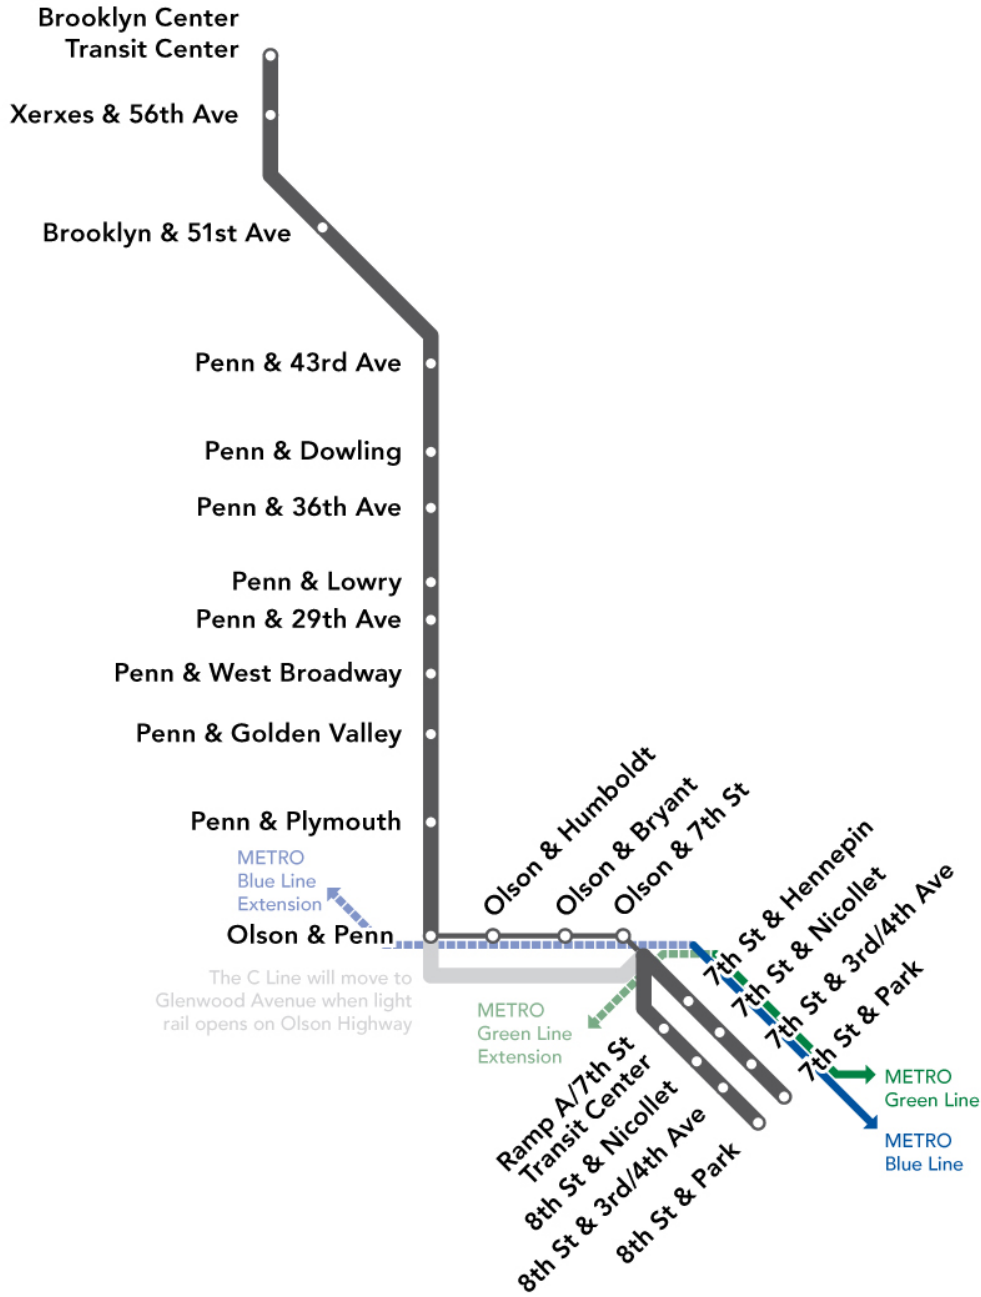 Brooklyn Center
Transit Center
Xerxes & 56th Ave
Brooklyn & 51st Ave
Penn & 43rd Ave
Penn & Dowling
Penn & 36th Ave
Penn & Lowry
Penn & 29th Ave
Penn & West Broadway
Penn & Golden Valley
Penn & Plymouth
METRO
Blue Line
Extension
Olson & Penn
Olson & Humboldt
Olson & Bryant
Olson & 7th St
7th St & Hennepin
7th St & Nicollet
7th St & 3rd/4th Ave
7th St & Park
The C Line will move to
Glenwood Avenue when light
rail opens on Olson Highway
METRO
Green Line
Extension
Ramp A/7th St
Transit Center
8th St & Nicollet
8th St & 3rd/4th Ave
8th St & Park
METRO
Green Line
METRO
Blue Line